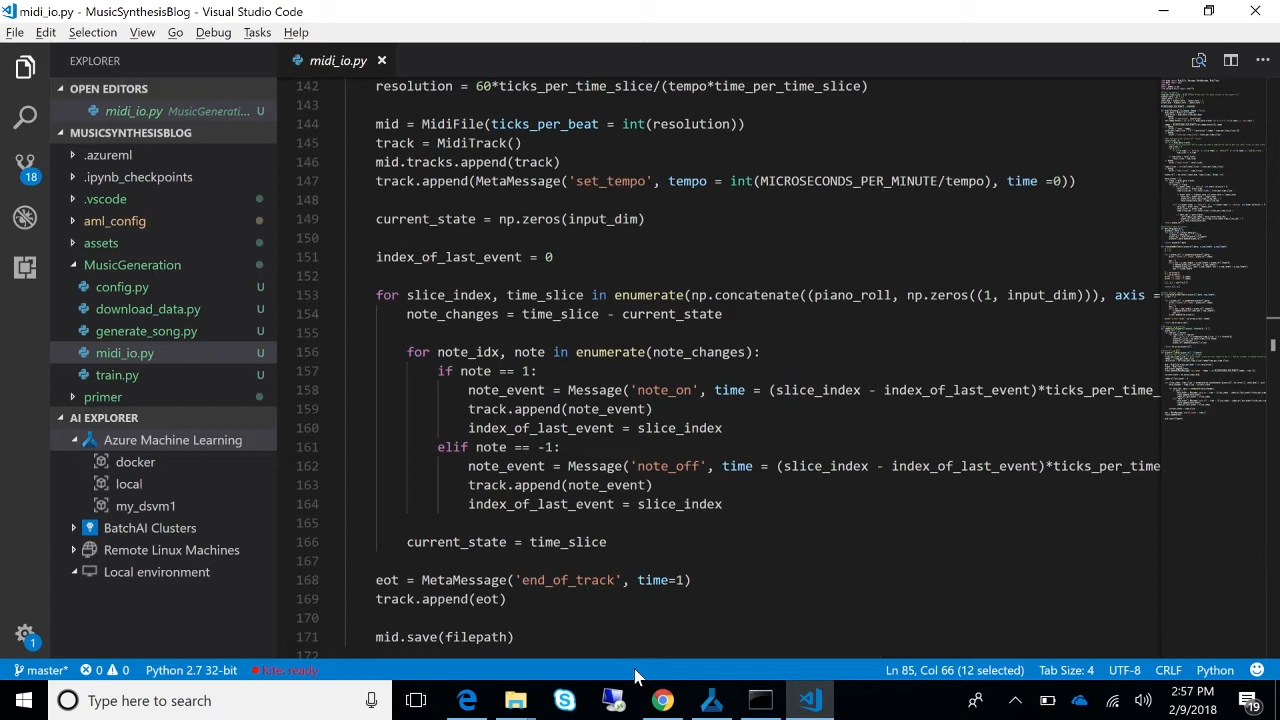 midi_io.py - MusicSynthesisBlog - Visual Studio Code
File Edit Selection View Go Debug Tasks Help
EXPLORER
OPEN EDITORS
midi_io.py MusicGenerati... U
MUSICSYNTHESISBLOG
.azureml
.ipynb_checkpoints
.vscode
aml_config
assets
MusicGeneration
config.py U
download_data.py U
generate_song.py U
midi_io.py U
train.py U
primer
AI EXPLORER
Azure Machine Learning
docker
local
my_dsvm1
BatchAI Clusters
Remote Linux Machines
Local environment
18
1
midi_io.py
142 resolution = 60*ticks_per_time_slice/(tempo*time_per_time_slice)
143
144 mid = MidiFile(ticks_per_beat = int(resolution))
145 track = MidiTrack()
146 mid.tracks.append(track)
147 track.append(MetaMessage('set_tempo', tempo = int(MICROSECONDS_PER_MINUTE/tempo), time =0))
148
149 current_state = np.zeros(input_dim)
150
151 index_of_last_event = 0
152
153 for slice_index, time_slice in enumerate(np.concatenate((piano_roll, np.zeros((1, input_dim))), axis =
154 note_changes = time_slice - current_state
155
156 for note_idx, note in enumerate(note_changes):
157 if note == 1:
158 note_event = Message('note_on', time = (slice_index - index_of_last_event)*ticks_per_time_
159 track.append(note_event)
160 index_of_last_event = slice_index
161 elif note == -1:
162 note_event = Message('note_off', time = (slice_index - index_of_last_event)*ticks_per_time
163 track.append(note_event)
164 index_of_last_event = slice_index
165
166 current_state = time_slice
167
168 eot = MetaMessage('end_of_track', time=1)
169 track.append(eot)
170
171 mid.save(filepath)
172
master* 0 0 Python 2.7 32-bit Kite: ready Ln 85, Col 66 (12 selected) Tab Size: 4 UTF-8 CRLF Python
Type here to search
2:57 PM
2/9/2018
19